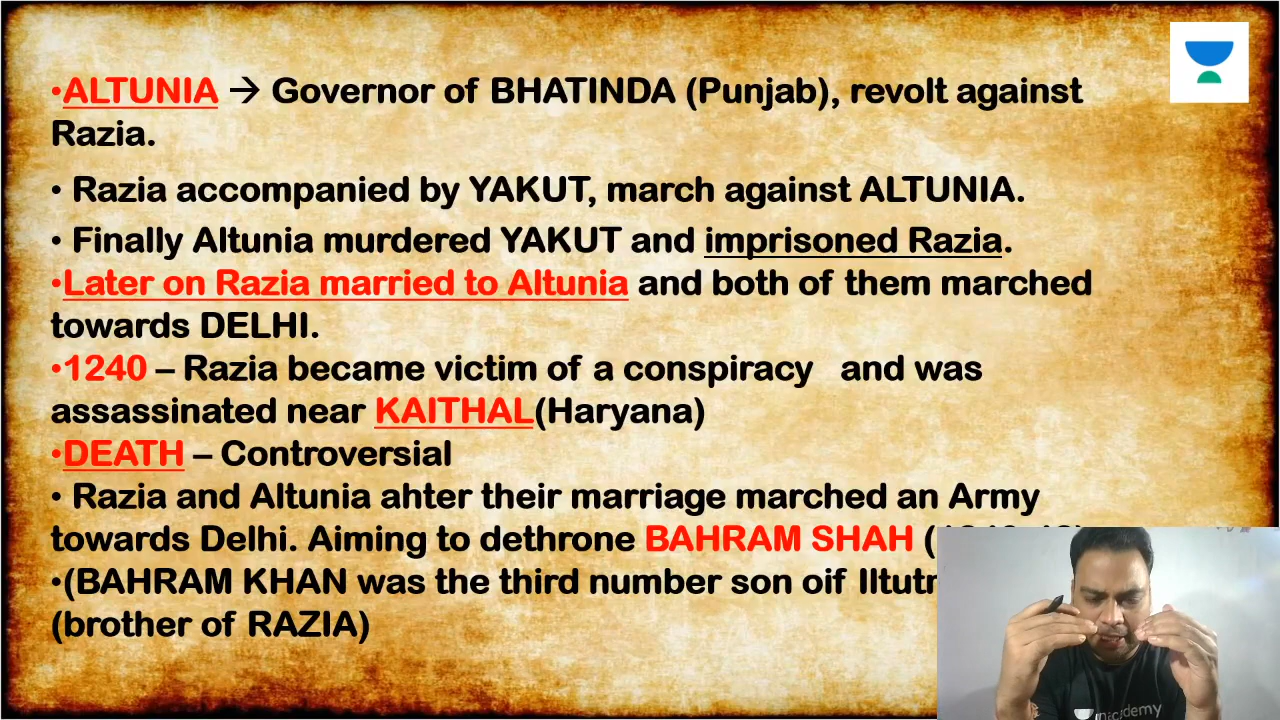 •ALTUNIA → Governor of BHATINDA (Punjab), revolt against
Razia.
• Razia accompanied by YAKUT, march against ALTUNIA.
• Finally Altunia murdered YAKUT and imprisoned Razia.
•Later on Razia married to Altunia and both of them marched
towards DELHI.
•1240 – Razia became victim of a conspiracy and was
assassinated near KAITHAL(Haryana)
•DEATH – Controversial
• Razia and Altunia ahter their marriage marched an Army
towards Delhi. Aiming to dethrone BAHRAM SHAH (
•(BAHRAM KHAN was the third number son oif
(brother of RAZIA)